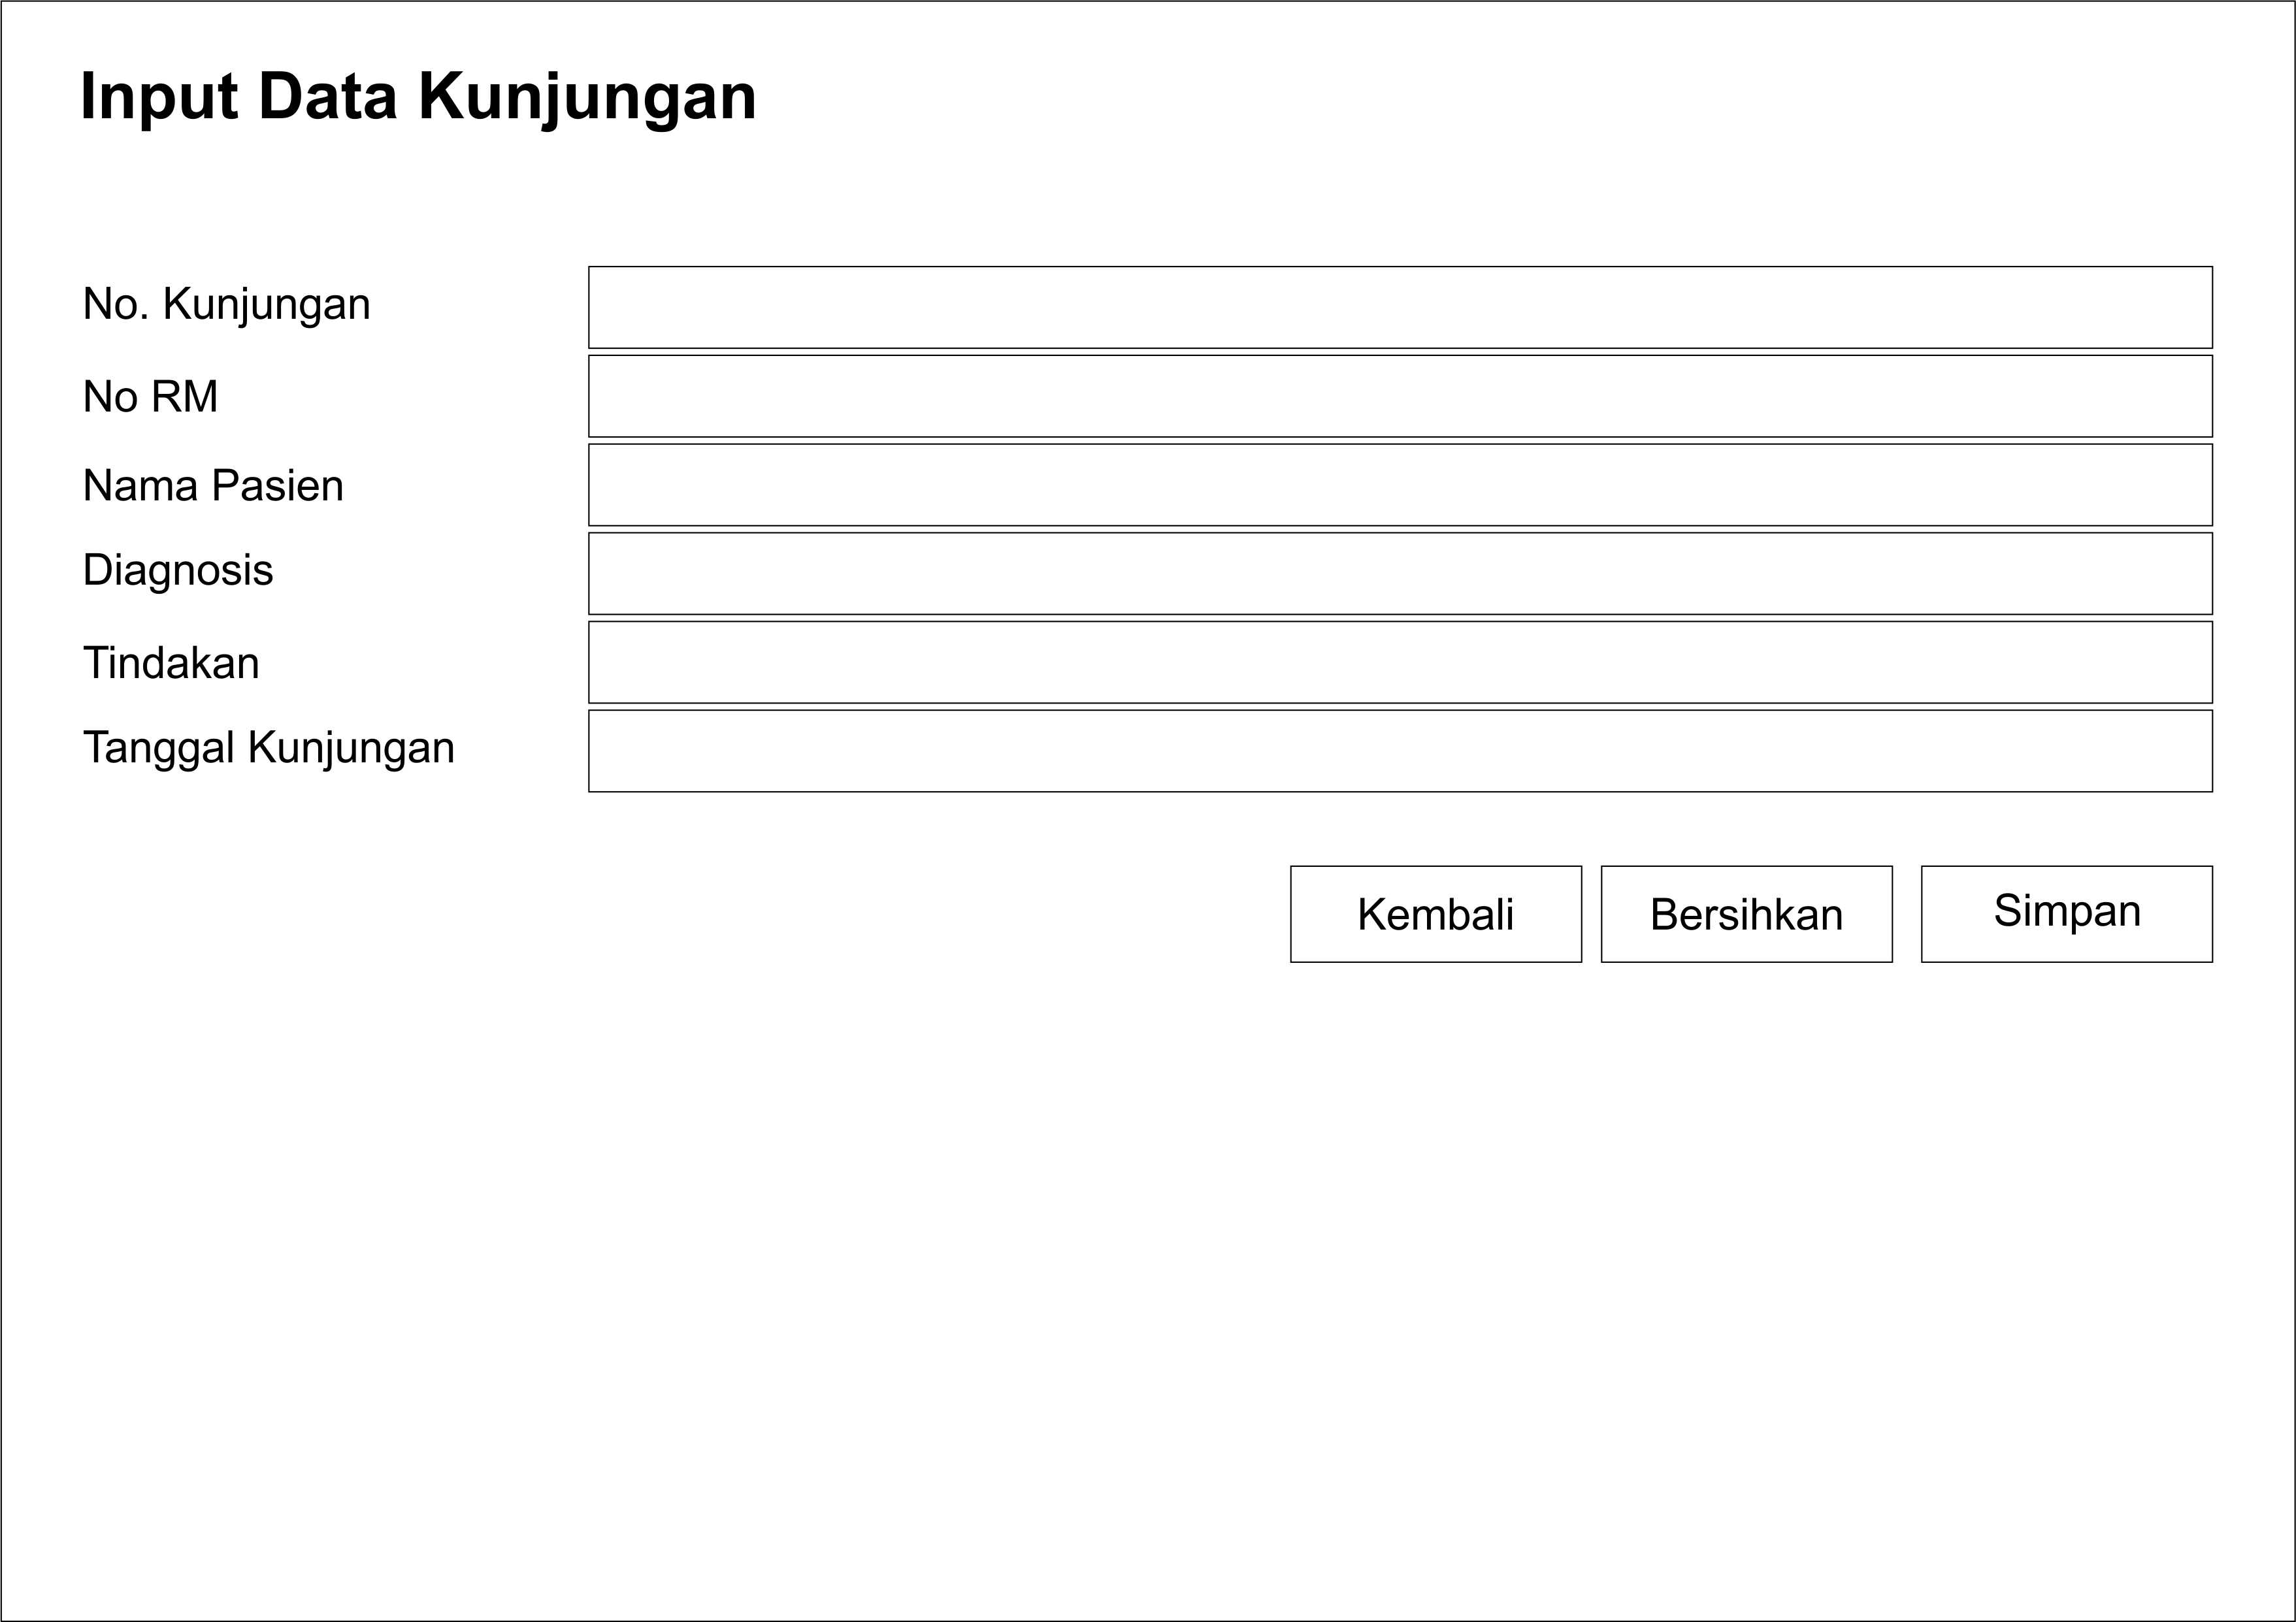 Input Data Kunjungan
No. Kunjungan
No RM
Nama Pasien
Diagnosis
Tindakan
Tanggal Kunjungan
Kembali
Bersihkan
Simpan